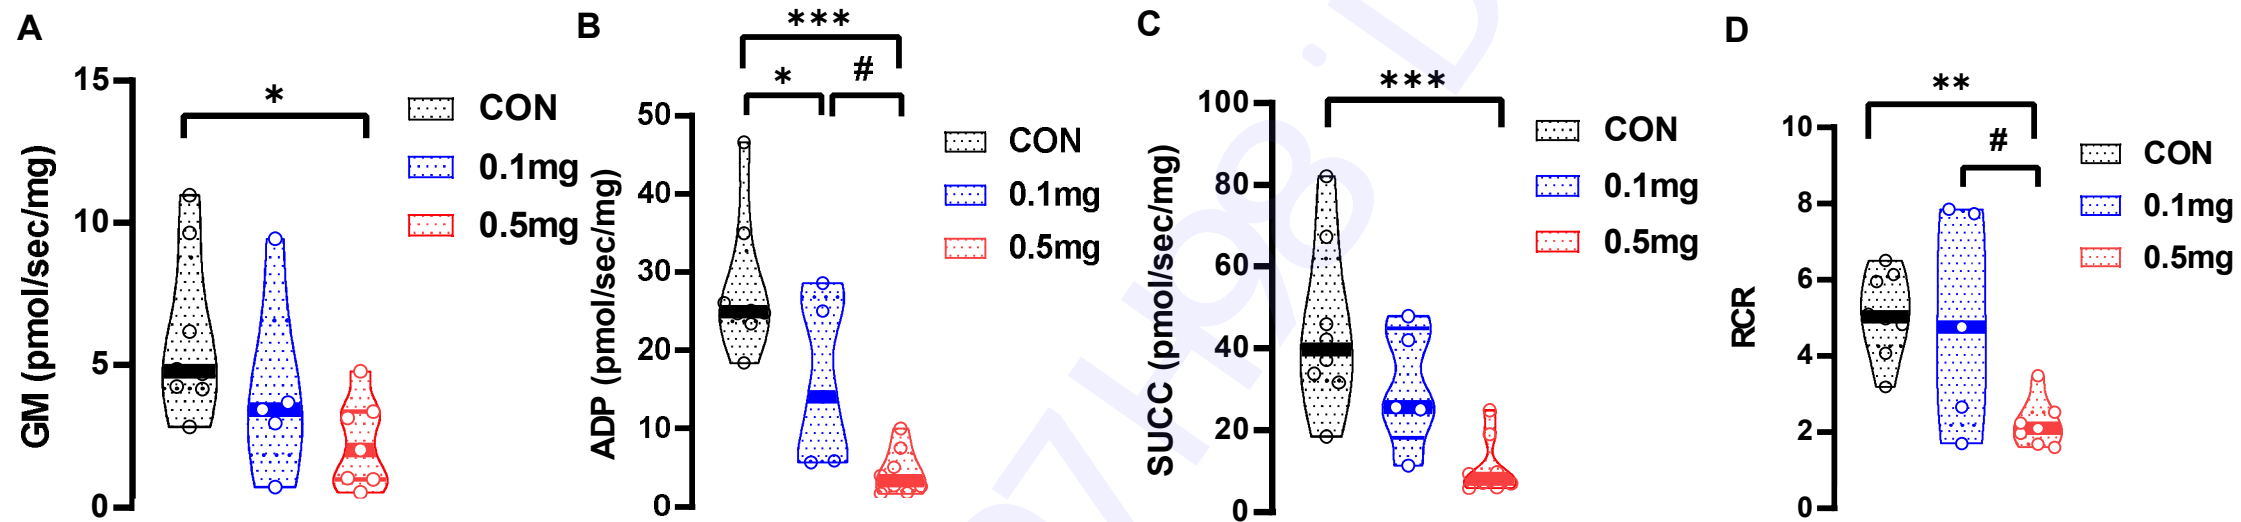 A
GM (pmol/sec/mg)
15
10
5
0
*
CON
0.1mg
0.5mg
B
ADP (pmol/sec/mg)
50
40
30
20
10
0
***
*
#
CON
0.1mg
0.5mg
C
SUCC (pmol/sec/mg)
100
80
60
40
20
0
***
CON
0.1mg
0.5mg
D
RCR
10
8
6
4
2
0
**
#
CON
0.1mg
0.5mg